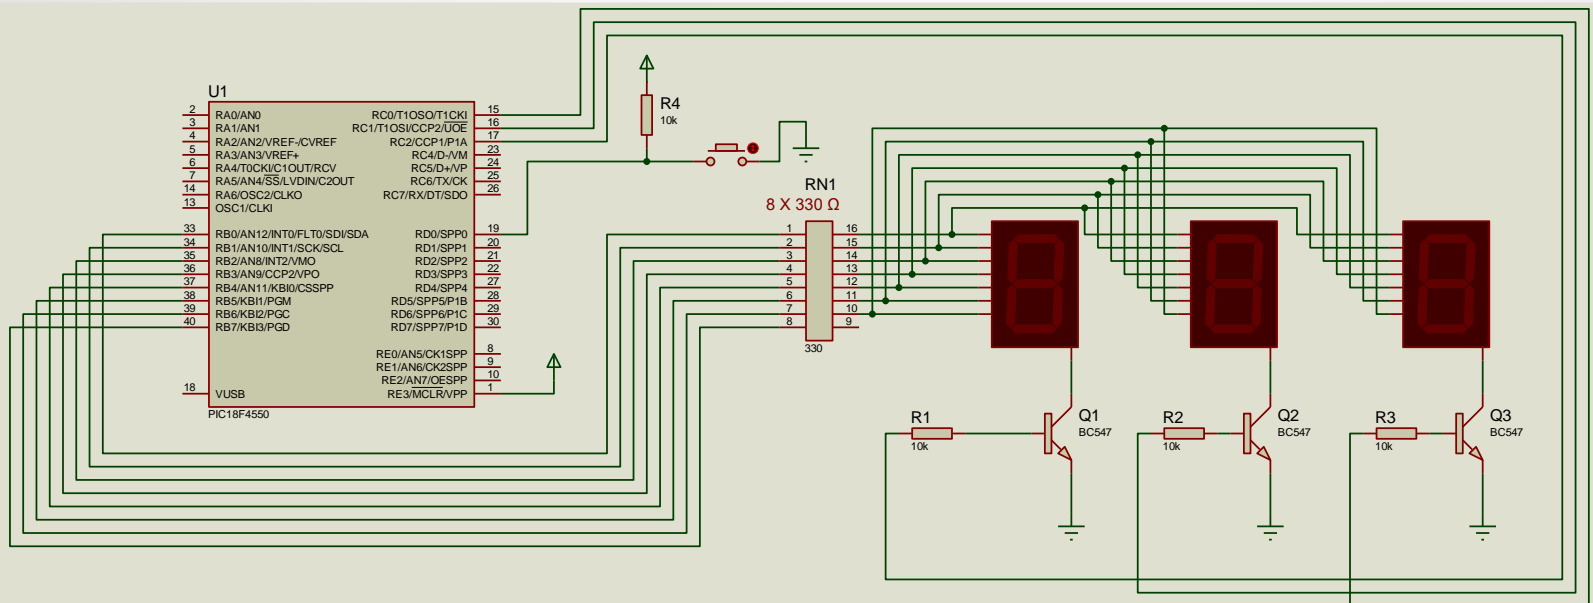 U1
2 RA0/AN0 RC0/T1OSO/T1CKI 15
3 RA1/AN1 RC1/T1OSI/CCP2/UOE 16
4 RA2/AN2/VREF-/CVREF RC2/CCP1/P1A 17
5 RA3/AN3/VREF+ RC4/D-/VM 23
6 RA4/T0CKI/C1OUT/RCV RC5/D+/VP 24
7 RA5/AN4/SS/LVDIN/C2OUT RC6/TX/CK 25
14 RA6/OSC2/CLKO RC7/RX/DT/SDO 26
13 OSC1/CLKI
33 RB0/AN12/INT0/FLT0/SDI/SDA RD0/SPP0 19
34 RB1/AN10/INT1/SCK/SCL RD1/SPP1 20
35 RB2/AN8/INT2/VMO RD2/SPP2 21
36 RB3/AN9/CCP2/VPO RD3/SPP3 22
37 RB4/AN11/KBI0/CSSPP RD4/SPP4 27
38 RB5/KBI1/PGM RD5/SPP5/P1B 28
39 RB6/KBI2/PGC RD6/SPP6/P1C 29
40 RB7/KBI3/PGD RD7/SPP7/P1D 30
RE0/AN5/CK1SPP 8
RE1/AN6/CK2SPP 9
RE2/AN7/OESPP 10
18 VUSB RE3/MCLR/VPP 1
PIC18F4550
R4
10k
RN1
8 X 330 Ω
1 16
2 15
3 14
4 13
5 12
6 11
7 10
8 9
330
R1
10k
Q1
BC547
R2
10k
Q2
BC547
R3
10k
Q3
BC547